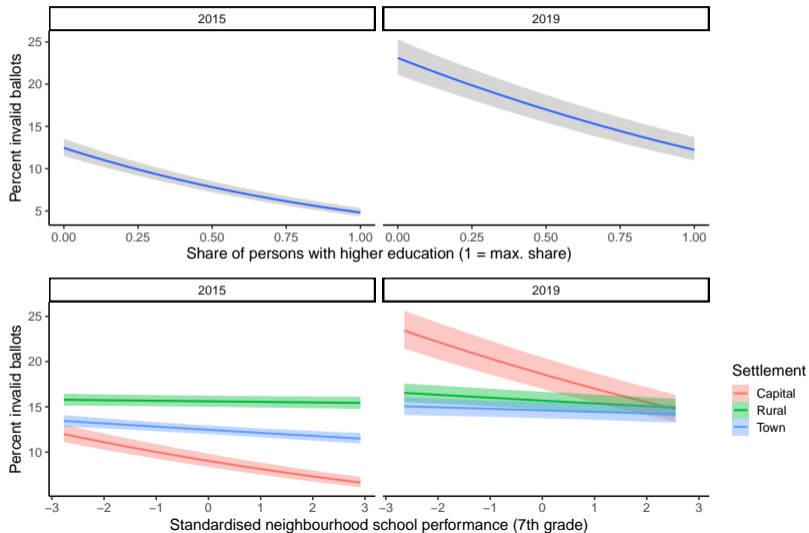 2015
2019
Percent invalid ballots
25
20
15
10
5
0.00 0.25 0.50 0.75 1.00
0.00 0.25 0.50 0.75 1.00
Share of persons with higher education (1 = max. share)
2015
2019
Percent invalid ballots
25
20
15
10
−3 −2 −1 0 1 2 3
−3 −2 −1 0 1 2 3
Standardised neighbourhood school performance (7th grade)
Settlement
Capital
Rural
Town